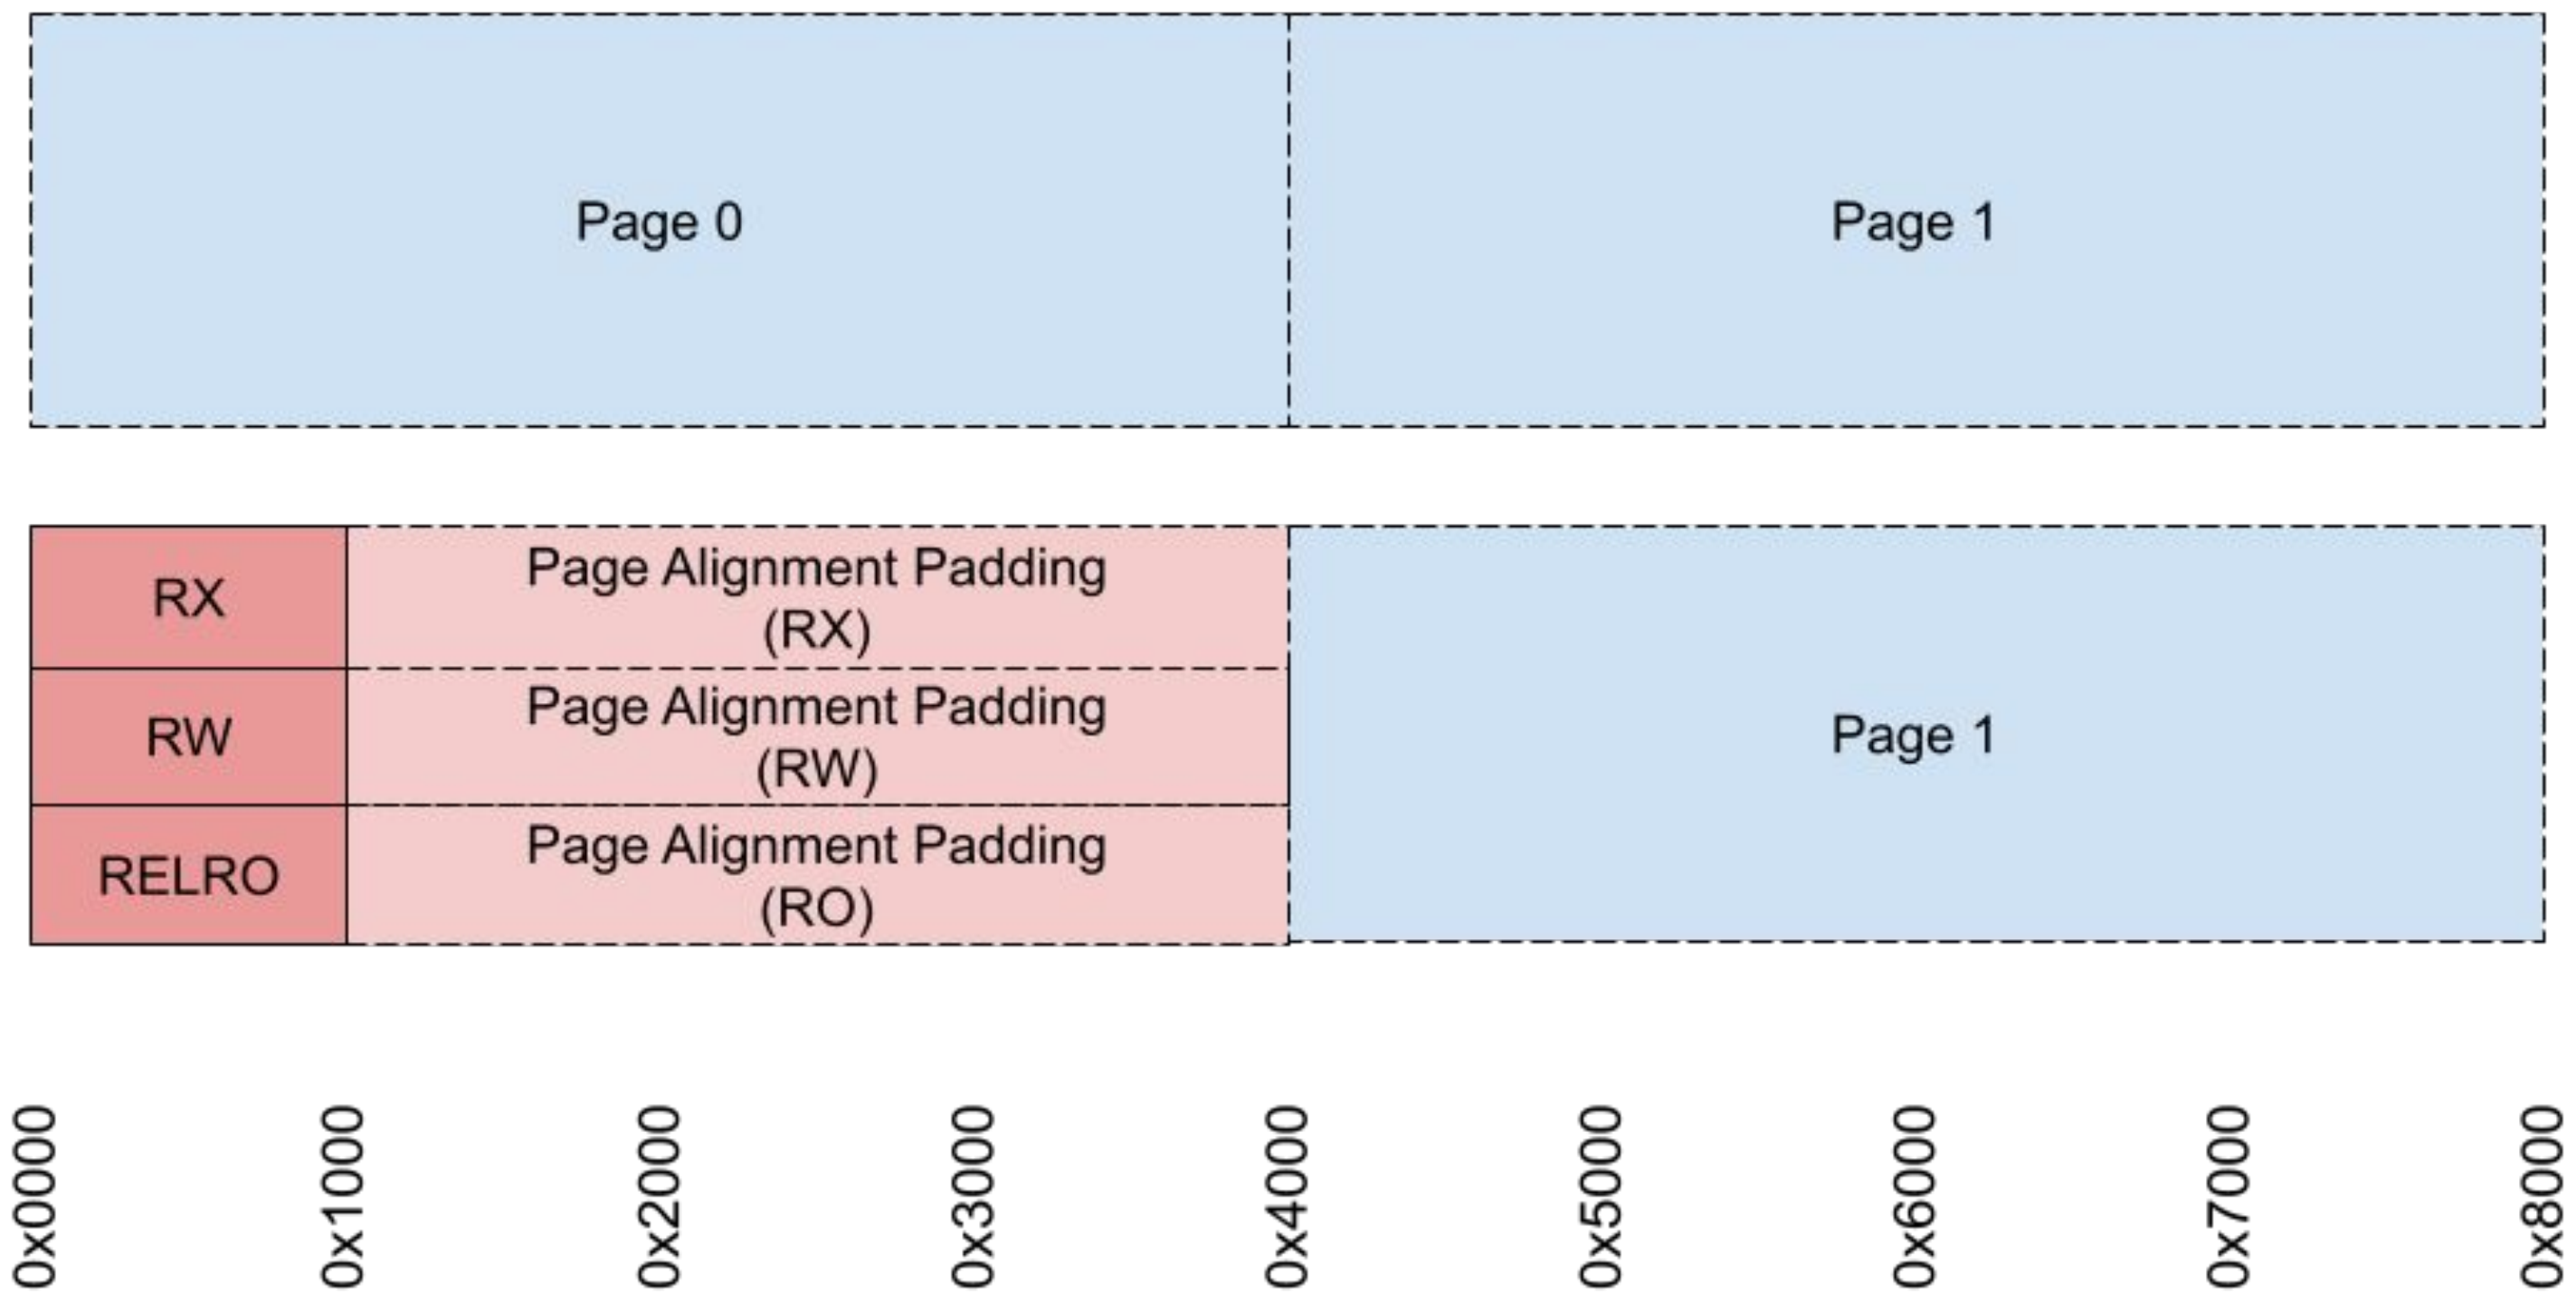 Page 0
Page 1
RX
Page Alignment Padding
(RX)
RW
Page Alignment Padding
(RW)
RELRO
Page Alignment Padding
(RO)
Page 1
0x0000
0x1000
0x2000
0x3000
0x4000
0x5000
0x6000
0x7000
0x8000